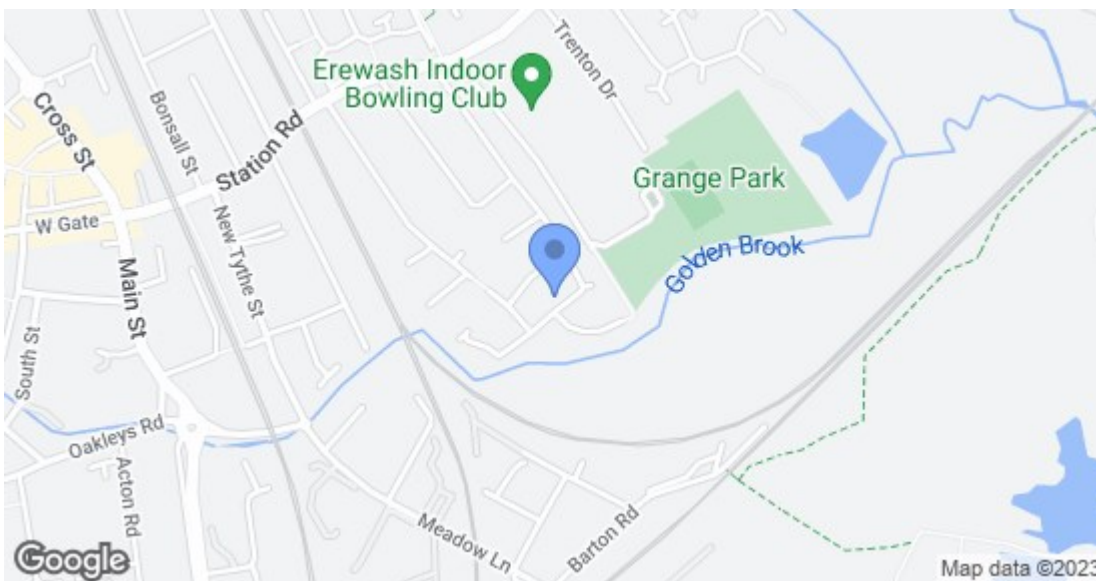 Trenton Dr
Erewash Indoor
Bowling Club
Cross St
Bonsall St
Station Rd
Grange Park
W Gate
New Tythe St
Golden Brook
Main St
South St
Oakleys Rd
Acton Rd
Meadow Ln
Barton Rd
Google
Map data ©2023